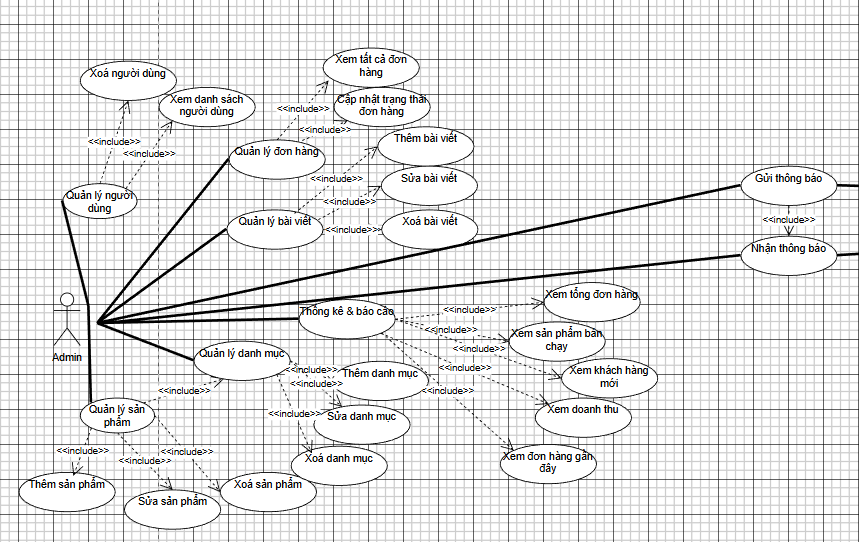 Xem tất cả đơn
hàng
Xoá người dùng
Xem danh sách
người dùng
<<include>>
Cập nhật trạng thái
đơn hàng
<<include>>
<<include>>
<<include>>
Thêm bài viết
Quản lý đơn hàng
<<include>>
Sửa bài viết
Gửi thông báo
Quản lý người
dùng
<<include>>
Quản lý bài viết
<<include>>
Xoá bài viết
<<include>>
Nhận thông báo
Xem tổng đơn hàng
Thống kê & báo cáo
<<include>>
<<include>>
Xem sản phẩm bán
chạy
<<include>>
Admin
Quản lý danh mục
<<include>>
Thêm danh mục
<<include>>
<<include>>
Xem khách hàng
mới
<<include>>
<<include>>
Quản lý sản
phẩm
<<include>>
Sửa danh mục
Xem doanh thu
<<include>>
<<include>>
<<include>>
Xoá danh mục
Xem đơn hàng gần
đây
Thêm sản phẩm
Sửa sản phẩm
Xoá sản phẩm